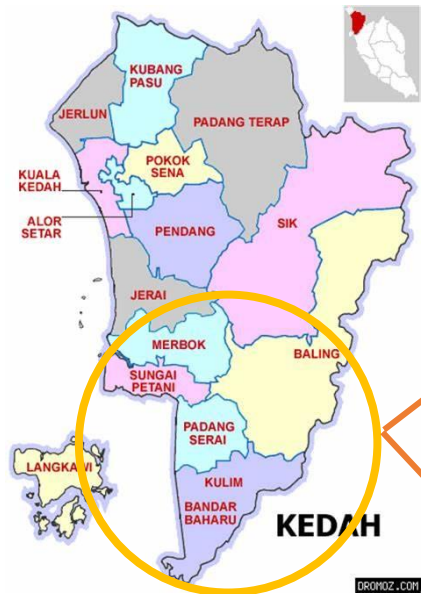 KUBANG
PASU
JERLUN
PADANG TERAP
POKOK
SENA
KUALA
KEDAH
ALOR
SETAR
SIK
PENDANG
JERAI
MERBOK
BALING
SUNGAI
PETANI
PADANG
SERAI
LANGKAWI
KULIM
BANDAR
BAHARU
KEDAH
DROMOZ.COM